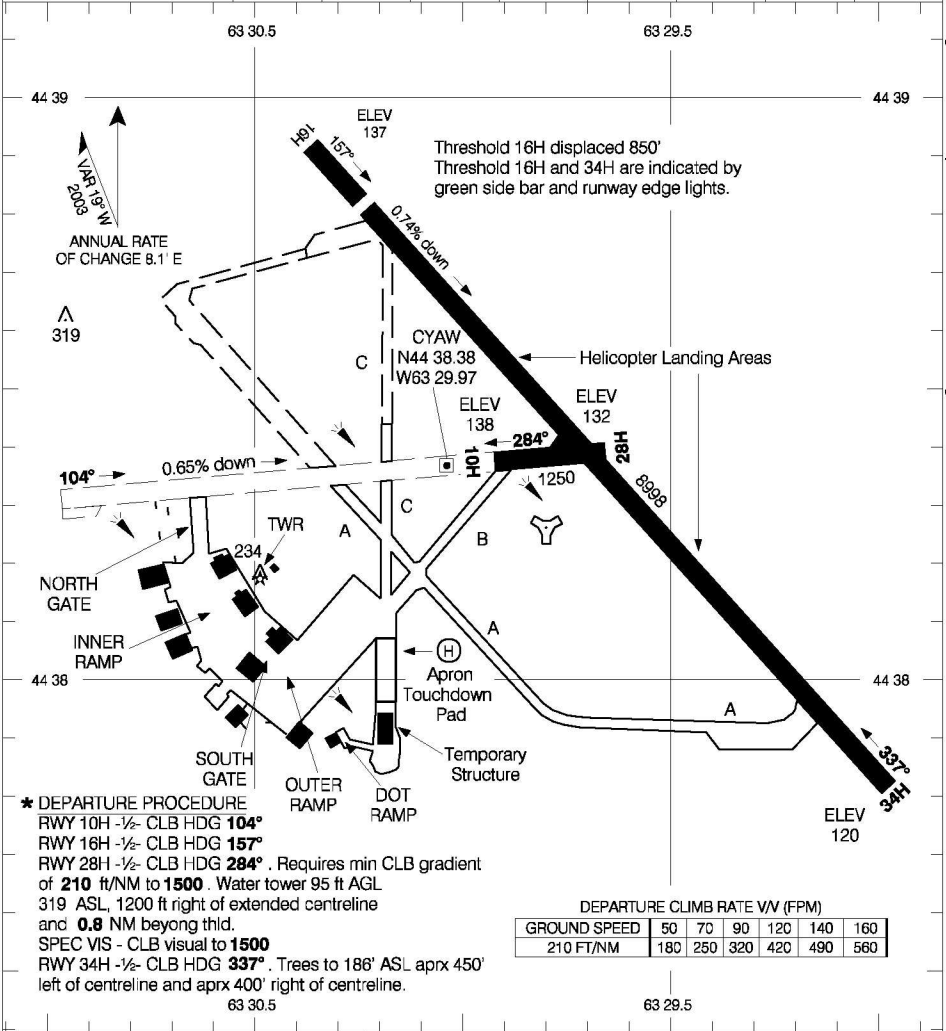 63 30.5
63 29.5
44 39
44 39
ELEV
137
16H
157°
Threshold 16H displaced 850'
Threshold 16H and 34H are indicated by
green side bar and runway edge lights.
VAR 19° W
2003
ANNUAL RATE
OF CHANGE 8.1' E
0.74% down
319
CYAW
N44 38.38
W63 29.97
C
Helicopter Landing Areas
ELEV
138
ELEV
132
284°
10H
28H
1250
8998
104°
0.65% down
A
C
B
TWR
234
NORTH
GATE
INNER
RAMP
A
H
Apron
Touchdown
Pad
44 38
44 38
A
Temporary
Structure
SOUTH
GATE
OUTER
RAMP
DOT
RAMP
337°
34H
ELEV
120
* DEPARTURE PROCEDURE
RWY 10H -½- CLB HDG 104°
RWY 16H -½- CLB HDG 157°
RWY 28H -½- CLB HDG 284° . Requires min CLB gradient
of 210 ft/NM to 1500 . Water tower 95 ft AGL
319 ASL, 1200 ft right of extended centreline
and 0.8 NM beyong thld.
SPEC VIS - CLB visual to 1500
RWY 34H -½- CLB HDG 337° . Trees to 186' ASL aprx 450'
left of centreline and aprx 400' right of centreline.
DEPARTURE CLIMB RATE V/V (FPM)
GROUND SPEED 50 70 90 120 140 160
210 FT/NM 180 250 320 420 490 560
63 30.5
63 29.5